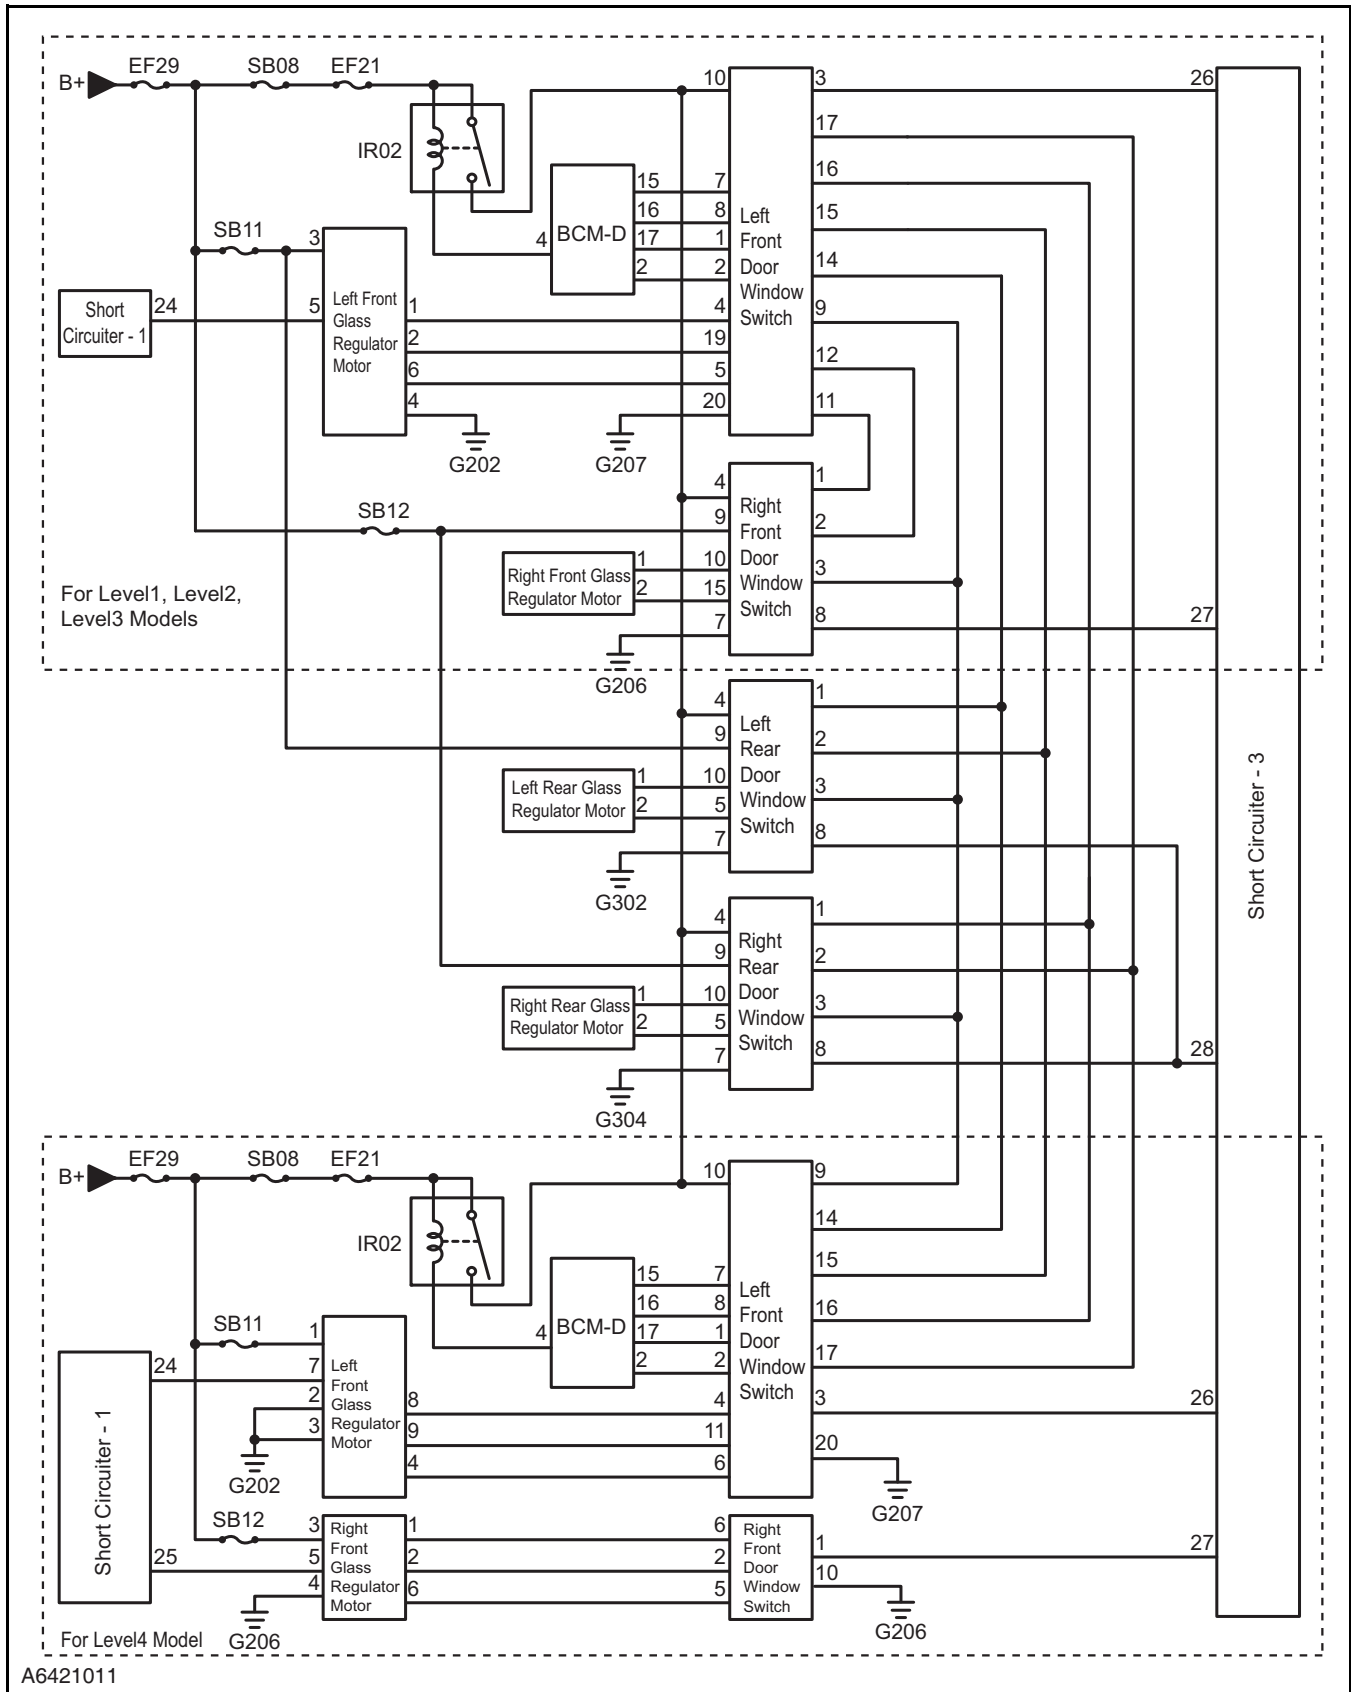 B+
EF29
SB08
EF21
IR02
4
BCM-D
15
16
17
2
10
7
8
1
2
4
19
5
20
Left
Front
Door
Window
Switch
3
17
16
15
14
9
12
11
26
SB11
3
5
Left Front
Glass
Regulator
Motor
1
2
6
4
Short
Circuiter - 1
24
G202
G207
SB12
4
9
10
15
7
Right
Front
Door
Window
Switch
1
2
3
8
27
Right Front Glass
Regulator Motor
1
2
For Level1, Level2,
Level3 Models
G206
4
9
10
5
7
Left
Rear
Door
Window
Switch
1
2
3
8
Left Rear Glass
Regulator Motor
1
2
G302
Short Circuiter - 3
4
9
10
5
7
Right
Rear
Door
Window
Switch
1
2
3
8
28
Right Rear Glass
Regulator Motor
1
2
G304
B+
EF29
SB08
EF21
IR02
4
BCM-D
15
16
17
2
10
7
8
1
2
4
11
6
Left
Front
Door
Window
Switch
9
14
15
16
17
3
20
26
G207
SB11
1
7
2
3
Left
Front
Glass
Regulator
Motor
8
9
4
Short Circuiter - 1
24
25
G202
SB12
3
5
4
Right
Front
Glass
Regulator
Motor
1
2
6
6
2
5
Right
Front
Door
Window
Switch
1
10
27
G206
G206
For Level4 Model
A6421011